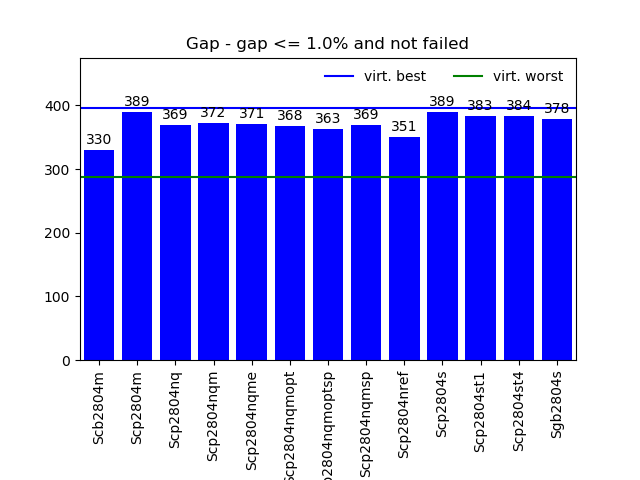 Gap - gap <= 1.0% and not failed
virt. best
virt. worst
400
300
200
100
0
330
389
369
372
371
368
363
369
351
389
383
384
378
Scb2804m
Scp2804m
Scp2804nq
Scp2804nqm
Scp2804nqme
Scp2804nqmopt
p2804nqmoptsp
Scp2804nqmsp
Scp2804nref
Scp2804s
Scp2804st1
Scp2804st4
Sgb2804s